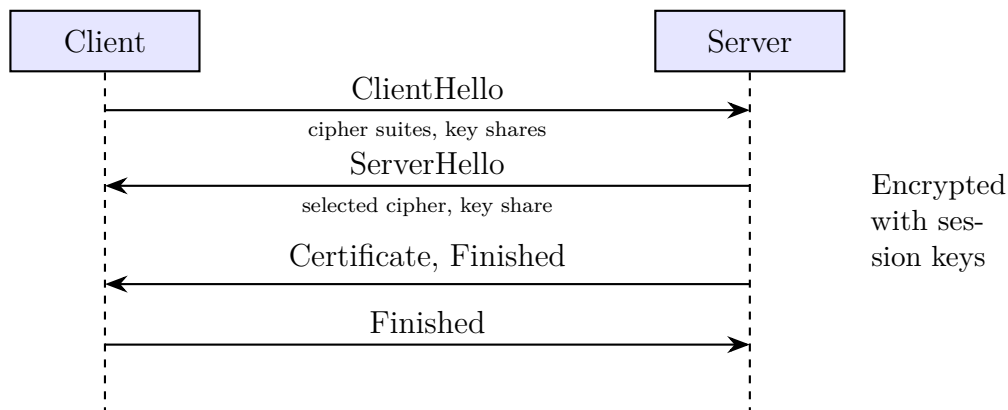 Client
Server
ClientHello
cipher suites, key shares
ServerHello
selected cipher, key share
Encrypted
with ses-
sion keys
Certificate, Finished
Finished